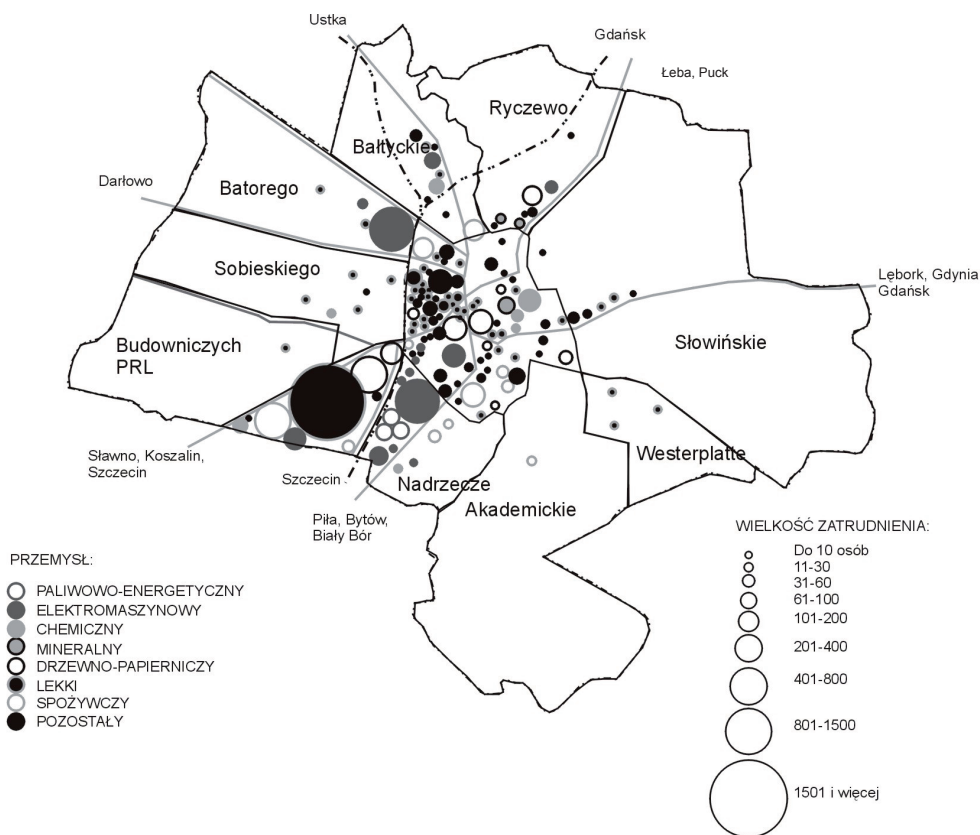 Ustka
Gdańsk
Łeba, Puck
Ryczewo
Bałtyckie
Darłowo
Batorego
Sobieskiego
Lębork, Gdynia
Gdańsk
Budowniczych
PRL
Słowińskie
Sławno, Koszalin,
Szczecin
Szczecin
Westerplatte
Nadrzecze
Akademickie
Piła, Bytów,
Biały Bór
PRZEMYSŁ:
PALIWOWO-ENERGETYCZNY
ELEKTROMASZYNOWY
CHEMICZNY
MINERALNY
DRZEWNO-PAPIERNICZY
LEKKI
SPOŻYWCZY
POZOSTAŁY
WIELKOŚĆ ZATRUDNIENIA:
Do 10 osób
11-30
31-60
61-100
101-200
201-400
401-800
801-1500
1501 i więcej